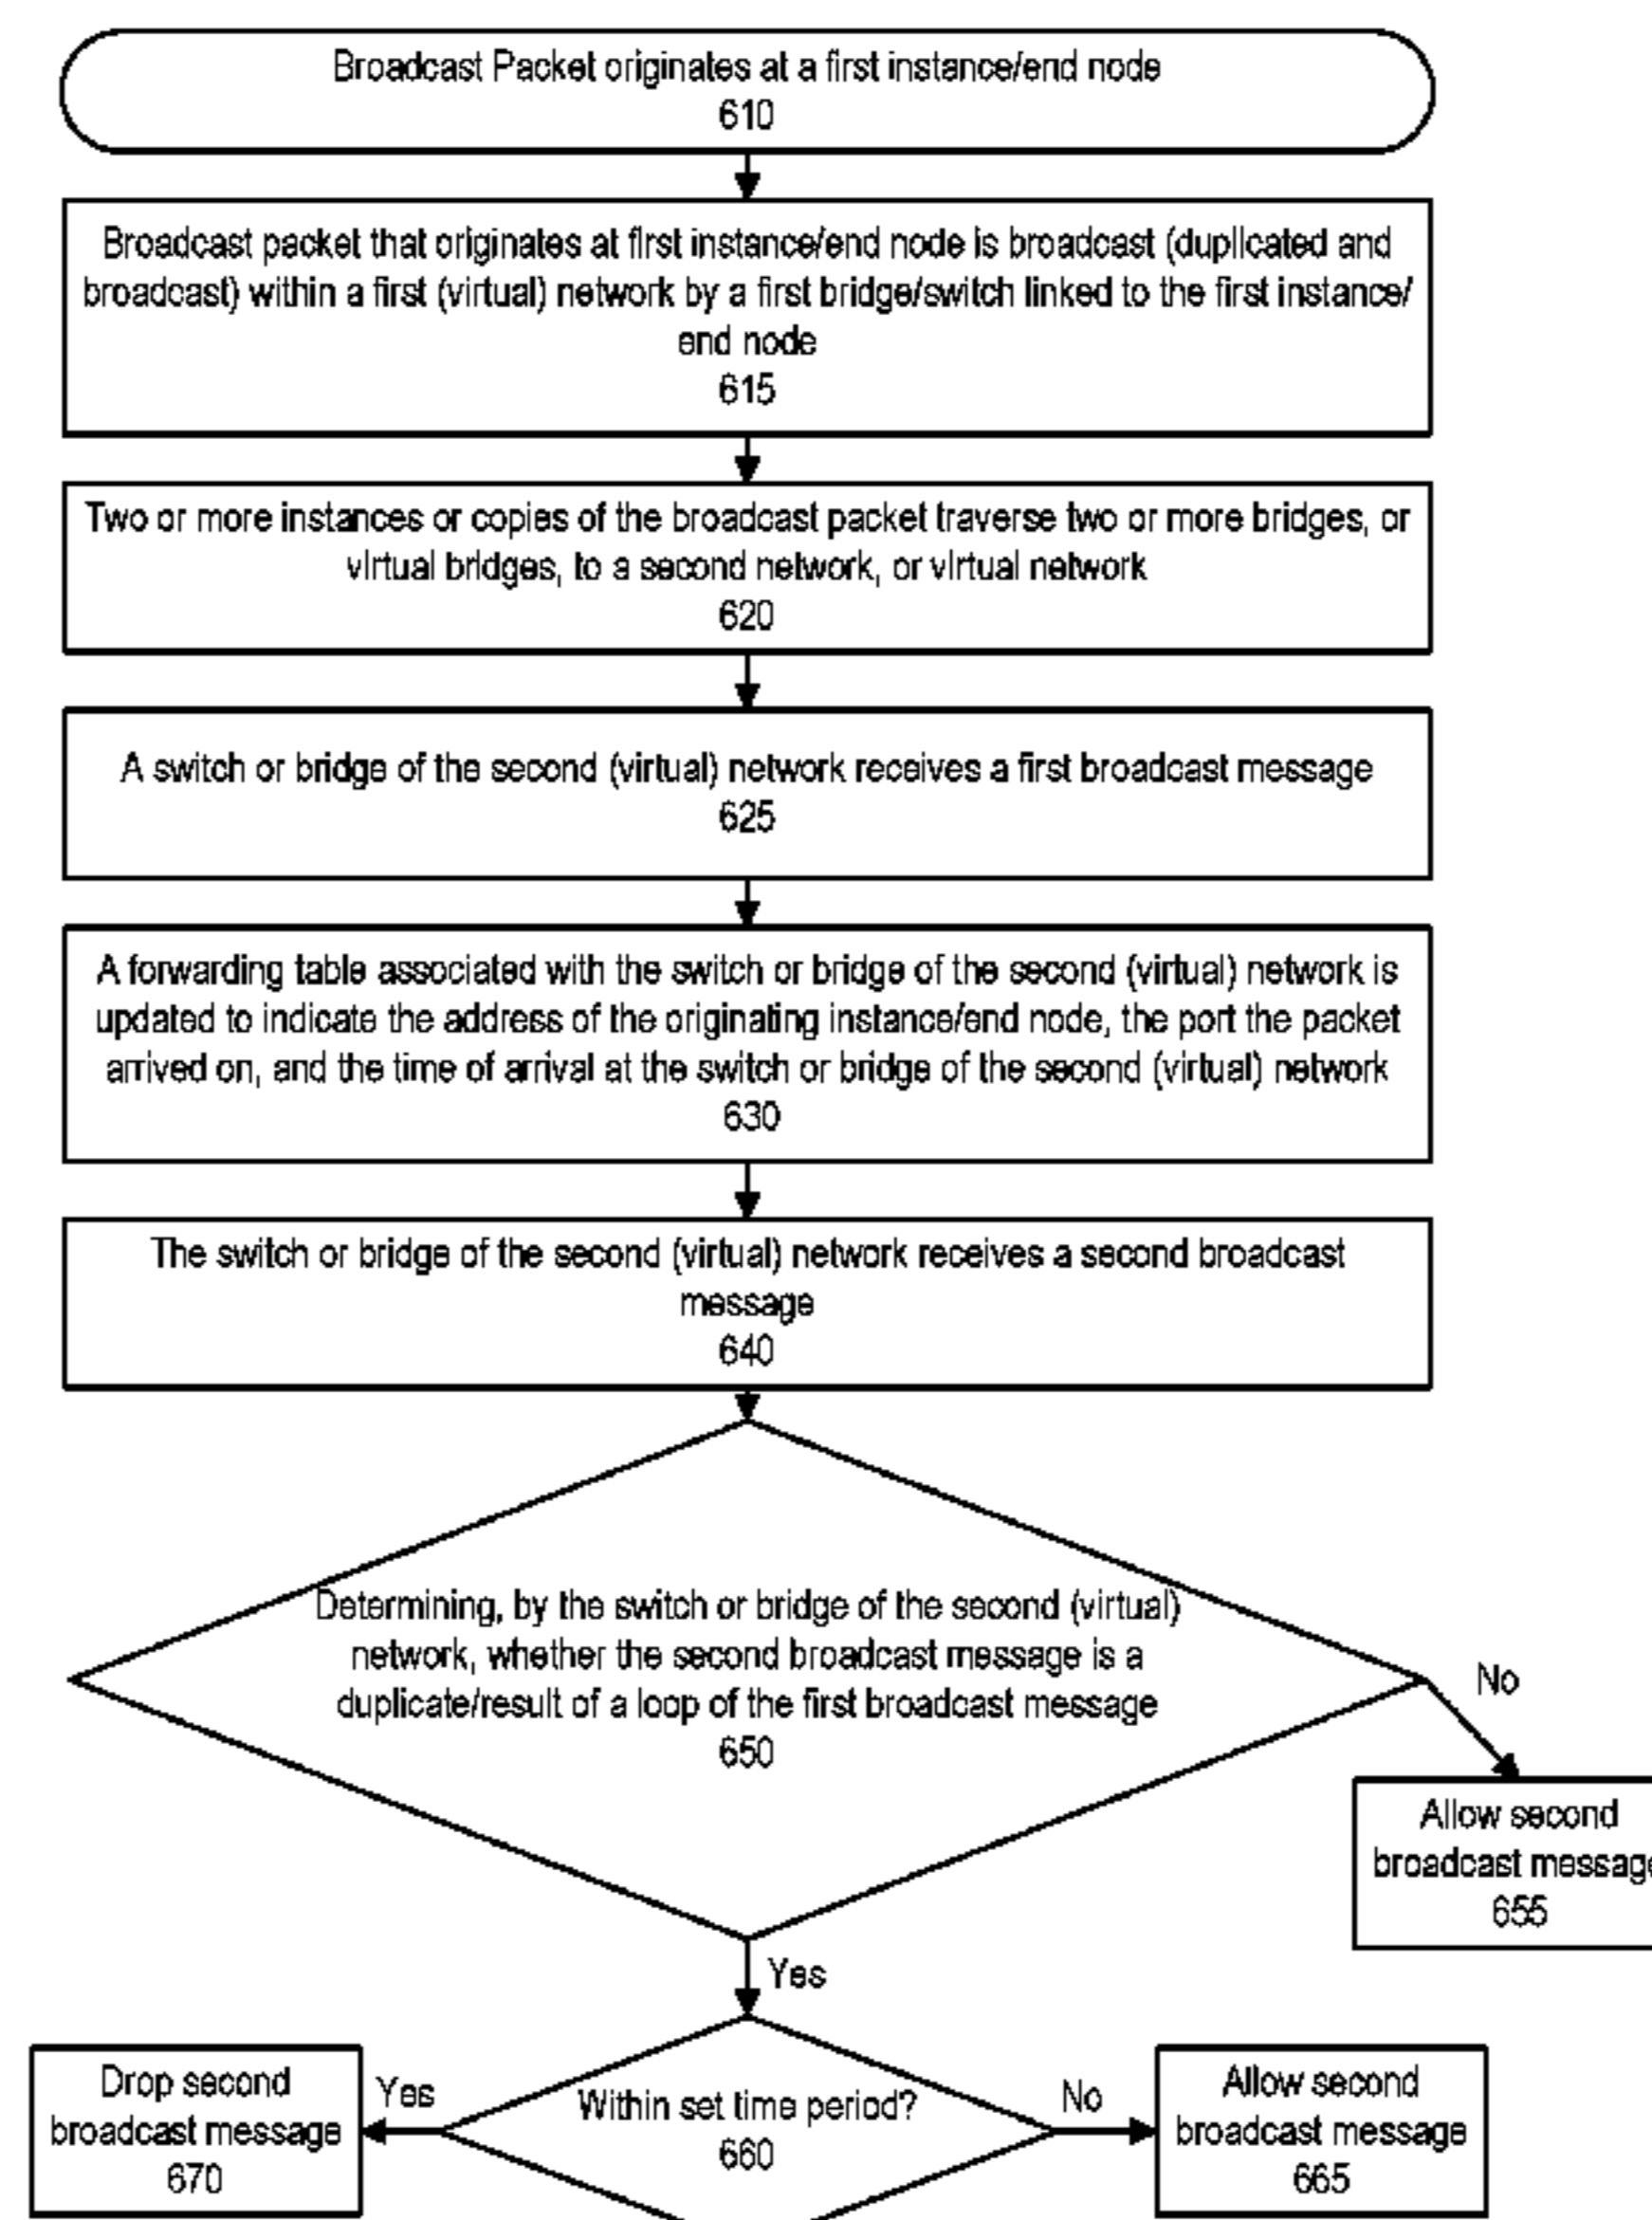 Broadcast Packet originates at a first instance/end node
610
Broadcast packet that originates at first instance/end node is broadcast (duplicated and
broadcast) within a first (virtual) network by a first bridge/switch linked to the first instance/
end node
615
Two or more instances or copies of the broadcast packet traverse two or more bridges, or
virtual bridges, to a second network, or virtual network
620
A switch or bridge of the second (virtual) network receives a first broadcast message
625
A forwarding table associated with the switch or bridge of the second (virtual) network is
updated to indicate the address of the originating instance/end node, the port the packet
arrived on, and the time of arrival at the switch or bridge of the second (virtual) network
630
The switch or bridge of the second (virtual) network receives a second broadcast
message
640
Determining, by the switch or bridge of the second (virtual)
network, whether the second broadcast message is a
duplicate/result of a loop of the first broadcast message
650
No
Allow second
broadcast message
655
Yes
Drop second
broadcast message
670
Yes
Within set time period?
660
No
Allow second
broadcast message
665